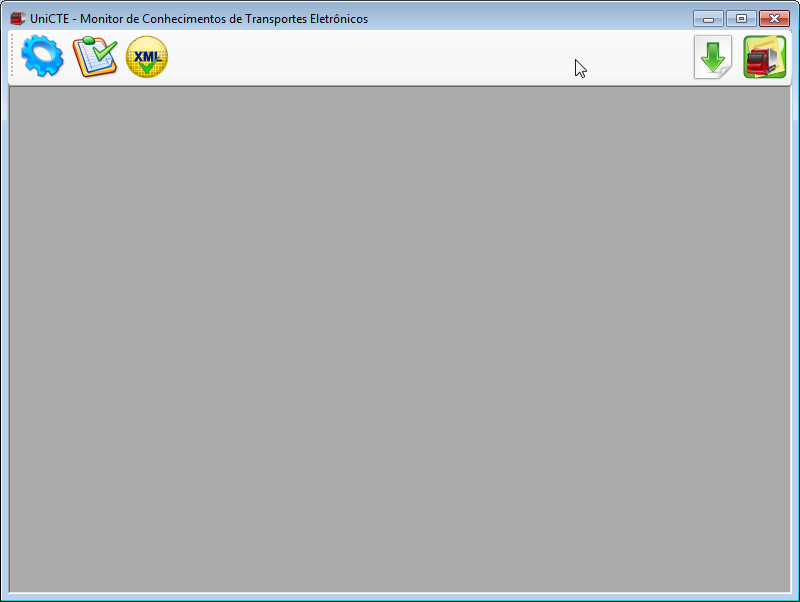 UniCTE - Monitor de Conhecimentos de Transportes Eletrônicos
XML